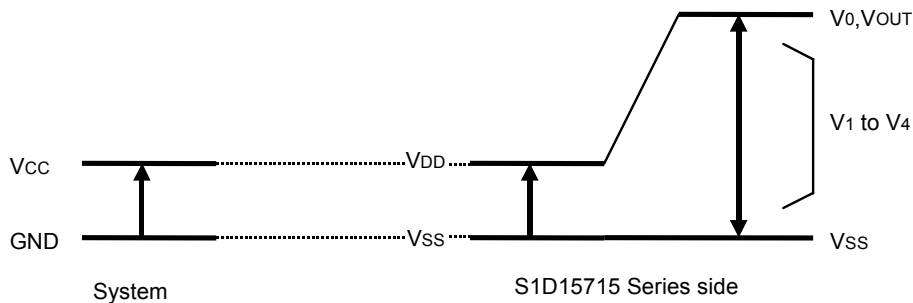 V0,VOUT
V1 to V4
VCC
VDD
GND
VSS
VSS
System
S1D15715 Series side